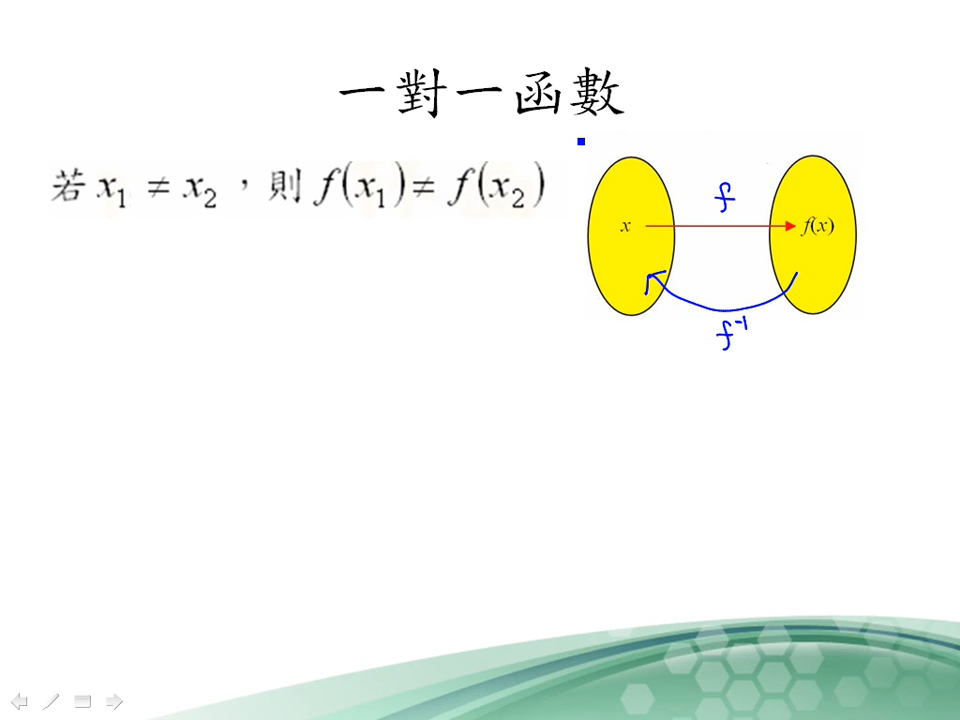 一對一函數
若 x₁ ≠ x₂ ，則 f(x₁) ≠ f(x₂)
f
x
f(x)
f⁻¹